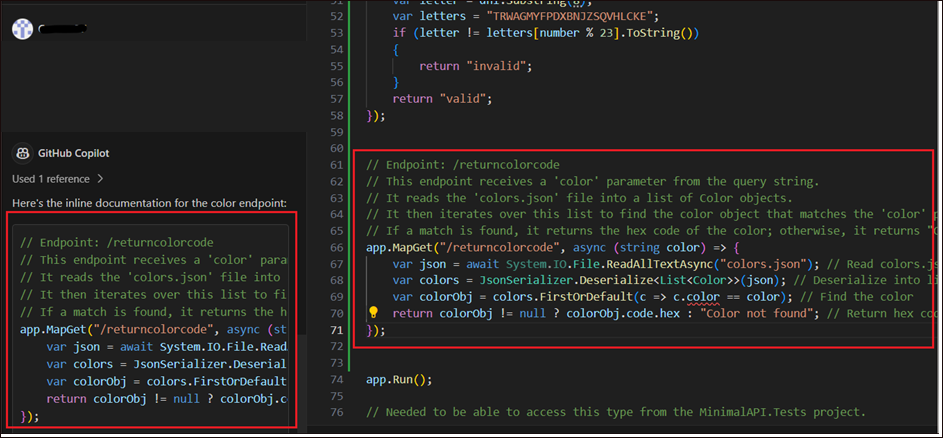 GitHub Copilot
Used 1 reference >
Here's the inline documentation for the color endpoint:
// Endpoint: /returncolorcode
// This endpoint receives a 'color' para
// It reads the 'colors.json' file into
// It then iterates over this list to fi
// If a match is found, it returns the h
app.MapGet("/returncolorcode", async (st
var json = await System.IO.File.Read
var colors = JsonSerializer.Deserial
var colorObj = colors.FirstOrDefault
return colorObj != null ? colorObj.c
});
51 var letter = dni.Substring(8);
52 var letters = "TRWAGMYFPDXBNJZSQVHLCKE";
53 if (letter != letters[number % 23].ToString())
54 {
55 return "invalid";
56 }
57 return "valid";
58 });
59
60
61 // Endpoint: /returncolorcode
62 // This endpoint receives a 'color' parameter from the query string.
63 // It reads the 'colors.json' file into a list of Color objects.
64 // It then iterates over this list to find the color object that matches the 'color' p
65 // If a match is found, it returns the hex code of the color; otherwise, it returns "C
66 app.MapGet("/returncolorcode", async (string color) => {
67 var json = await System.IO.File.ReadAllTextAsync("colors.json"); // Read colors.js
68 var colors = JsonSerializer.Deserialize<List<Color>>(json); // Deserialize into li
69 var colorObj = colors.FirstOrDefault(c => c.color == color); // Find the color
70 return colorObj != null ? colorObj.code.hex : "Color not found"; // Return hex cod
71 });
72
73
74 app.Run();
75
76 // Needed to be able to access this type from the MinimalAPI.Tests project.